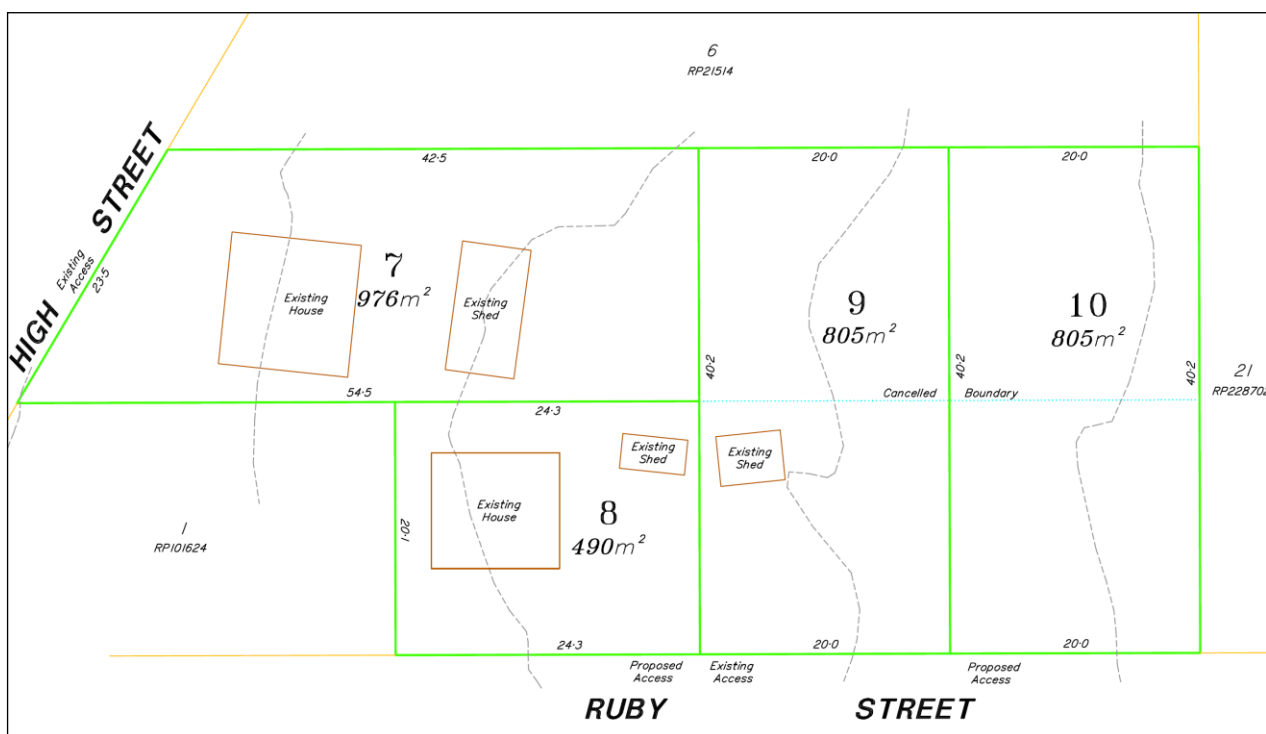 6
RP21514
HIGH STREET
Existing
Access
23·5
42·5
20·0
20·0
7
976m²
Existing
House
Existing
Shed
9
805m²
10
805m²
40·2
40·2
40·2
21
RP228702
54·5
24·3
Cancelled Boundary
Existing
Shed
Existing
Shed
1
RP101624
20·1
Existing
House
8
490m²
24·3
20·0
20·0
Proposed
Access
Existing
Access
Proposed
Access
RUBY STREET